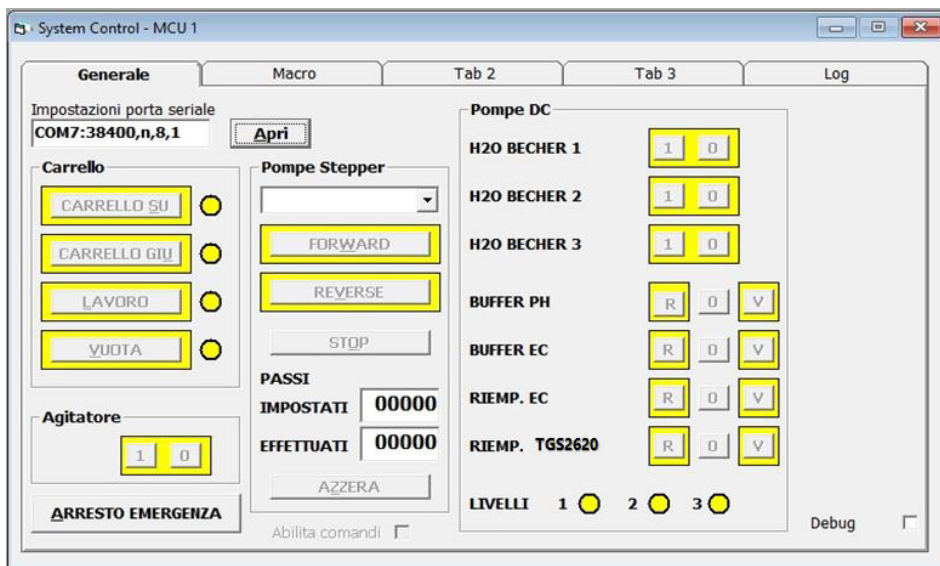 System Control - MCU 1
Generale
Macro
Tab 2
Tab 3
Log
Impostazioni porta seriale
COM7:38400,n,8,1
Apri
Carrello
CARRELLO SU
CARRELLO GIU
LAVORO
VUOTA
Agitatore
1 0
ARRESTO EMERGENZA
Pompe Stepper
FORWARD
REVERSE
STOP
PASSI
IMPOSTATI 00000
EFFETTUATI 00000
AZZERA
Abilita comandi
Pompe DC
H2O BECHER 1 1 0
H2O BECHER 2 1 0
H2O BECHER 3 1 0
BUFFER PH R 0 V
BUFFER EC R 0 V
RIEMP. EC R 0 V
RIEMP. TGS2620 R 0 V
LIVELLI 1 2 3
Debug